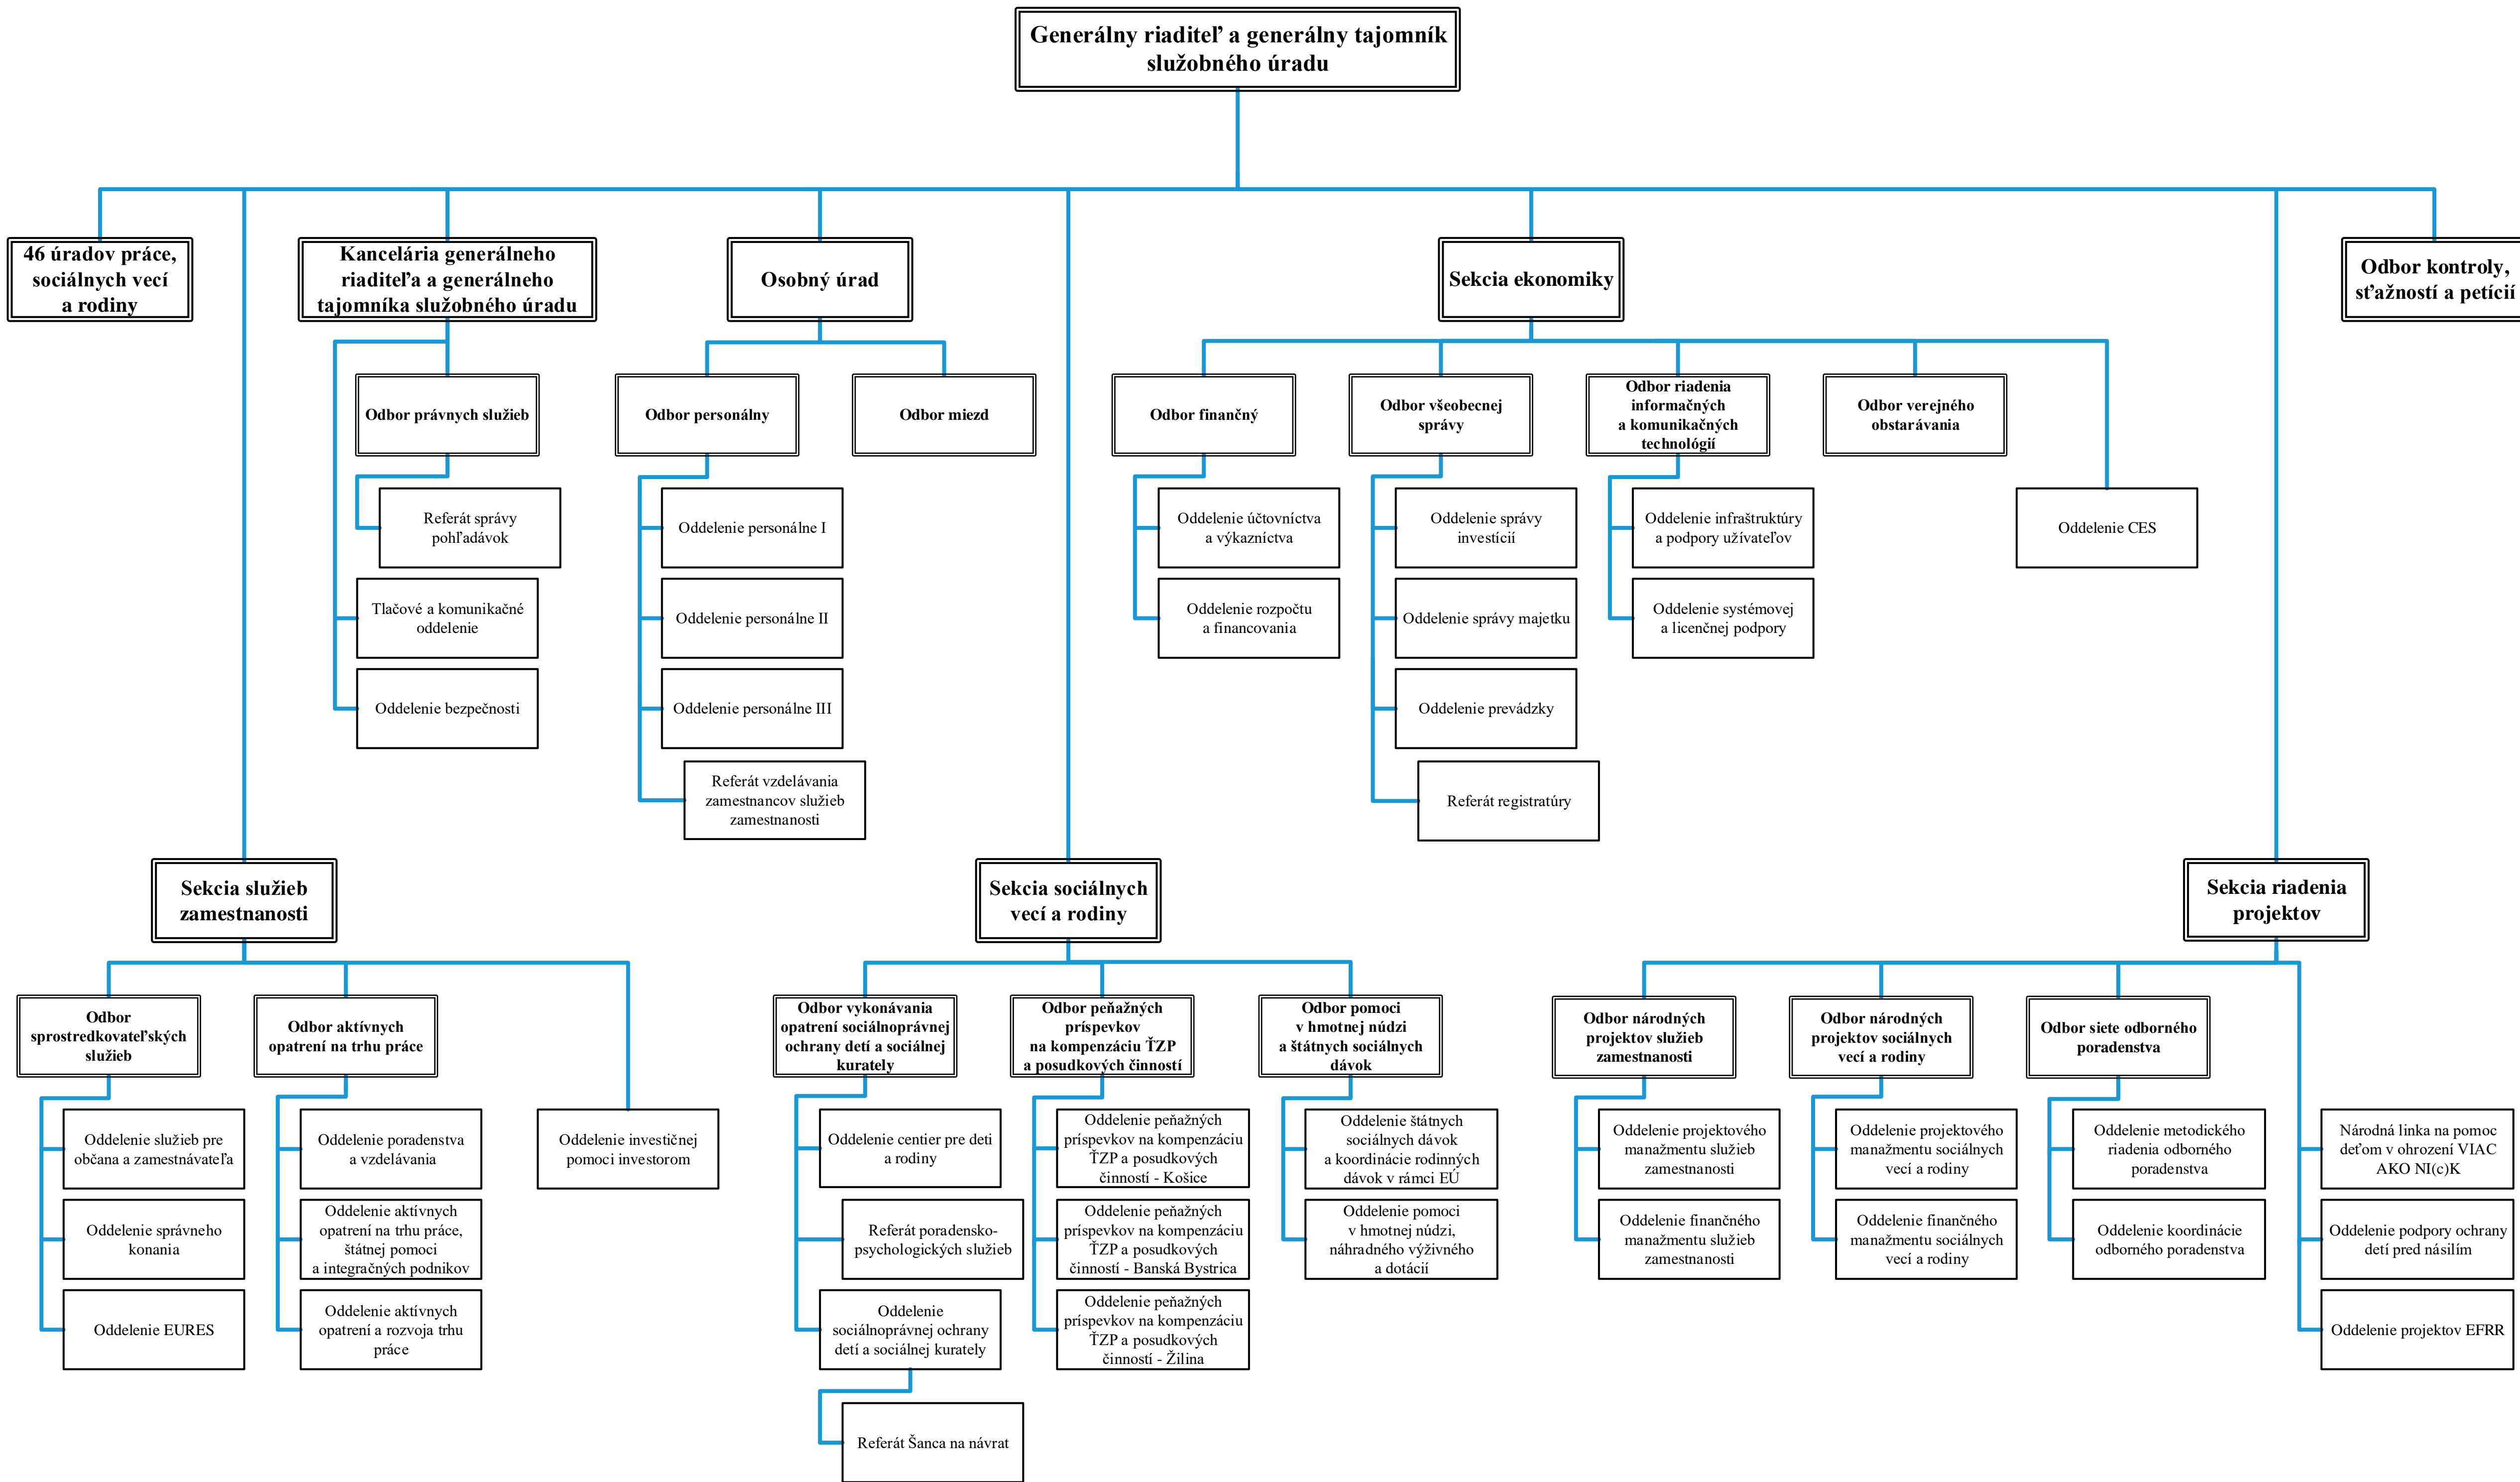 Generálny riaditeľ a generálny tajomník
služobného úradu
46 úradov práce,
sociálnych vecí
a rodiny
Kancelária generálneho
riaditeľa a generálneho
tajomníka služobného úradu
Osobný úrad
Sekcia ekonomiky
Odbor kontroly,
sťažností a petícií
Odbor právnych služieb
Odbor personálny
Odbor miezd
Odbor finančný
Odbor všeobecnej
správy
Odbor riadenia
informačných
a komunikačných
technológií
Odbor verejného
obstarávania
Referát správy
pohľadávok
Oddelenie personálne I
Oddelenie účtovníctva
a výkazníctva
Oddelenie správy
investícií
Oddelenie infraštruktúry
a podpory užívateľov
Oddelenie CES
Tlačové a komunikačné
oddelenie
Oddelenie personálne II
Oddelenie rozpočtu
a financovania
Oddelenie správy majetku
Oddelenie systémovej
a licenčnej podpory
Oddelenie bezpečnosti
Oddelenie personálne III
Oddelenie prevádzky
Referát vzdelávania
zamestnancov služieb
zamestnanosti
Referát registratúry
Sekcia služieb
zamestnanosti
Sekcia sociálnych
vecí a rodiny
Sekcia riadenia
projektov
Odbor
sprostredkovateľských
služieb
Odbor aktívnych
opatrení na trhu práce
Odbor vykonávania
opatrení sociálnoprávnej
ochrany detí a sociálnej
kurately
Odbor peňažných
príspevkov
na kompenzáciu ŤZP
a posudkových činností
Odbor pomoci
v hmotnej núdzi
a štátnych sociálnych
dávok
Odbor národných
projektov služieb
zamestnanosti
Odbor národných
projektov sociálnych
vecí a rodiny
Odbor siete odborného
poradenstva
Oddelenie služieb pre
občana a zamestnávateľa
Oddelenie poradenstva
a vzdelávania
Oddelenie investičnej
pomoci investorom
Oddelenie centier pre deti
a rodiny
Oddelenie peňažných
príspevkov na kompenzáciu
ŤZP a posudkových
činností - Košice
Oddelenie štátnych
sociálnych dávok
a koordinácie rodinných
dávok v rámci EÚ
Oddelenie projektového
manažmentu služieb
zamestnanosti
Oddelenie projektového
manažmentu sociálnych
vecí a rodiny
Oddelenie metodického
riadenia odborného
poradenstva
Národná linka na pomoc
deťom v ohrození VIAC
AKO NI(c)K
Oddelenie správneho
konania
Oddelenie aktívnych
opatrení na trhu práce,
štátnej pomoci
a integračných podnikov
Referát poradensko-
psychologických služieb
Oddelenie peňažných
príspevkov na kompenzáciu
ŤZP a posudkových
činností - Banská Bystrica
Oddelenie pomoci
v hmotnej núdzi,
náhradného výživného
a dotácií
Oddelenie finančného
manažmentu služieb
zamestnanosti
Oddelenie finančného
manažmentu sociálnych
vecí a rodiny
Oddelenie koordinácie
odborného poradenstva
Oddelenie podpory ochrany
detí pred násilím
Oddelenie EURES
Oddelenie aktívnych
opatrení a rozvoja trhu
práce
Oddelenie
sociálnoprávnej ochrany
detí a sociálnej kurately
Oddelenie peňažných
príspevkov na kompenzáciu
ŤZP a posudkových
činností - Žilina
Oddelenie projektov EFRR
Referát Šanca na návrat